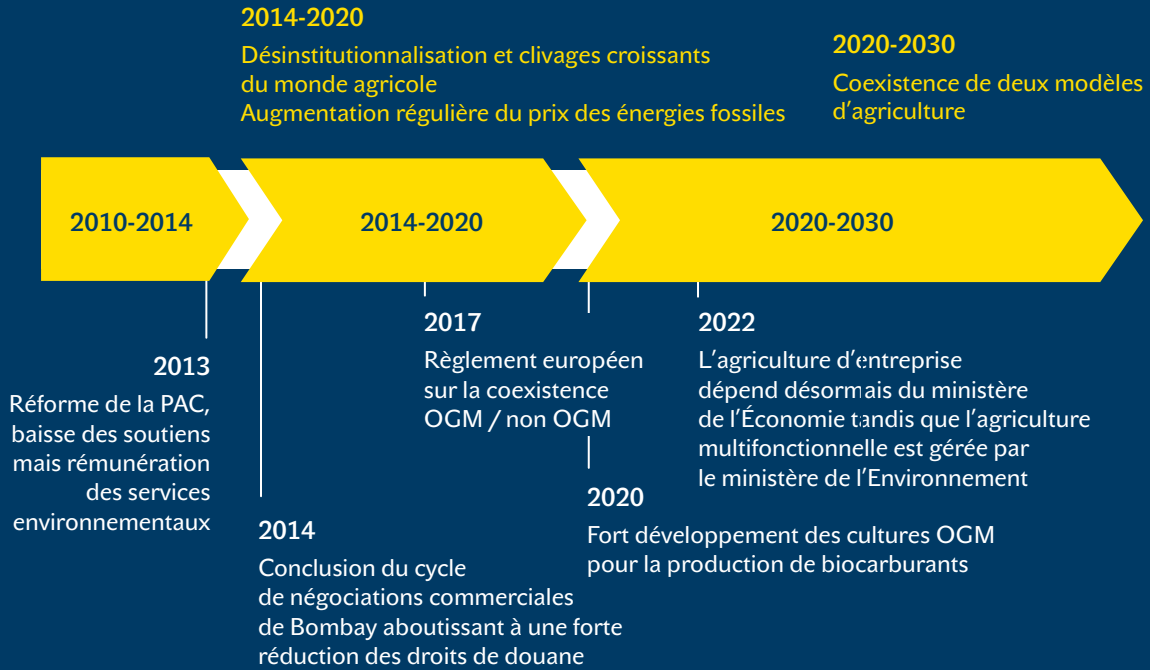 2014-2020
Désinstitutionnalisation et clivages croissants
du monde agricole
Augmentation régulière du prix des énergies fossiles
2020-2030
Coexistence de deux modèles
d'agriculture
2010-2014
2014-2020
2020-2030
2013
Réforme de la PAC,
baisse des soutiens
mais rémunération
des services
environnementaux
2014
Conclusion du cycle
de négociations commerciales
de Bombay aboutissant à une forte
réduction des droits de douane
2017
Règlement européen
sur la coexistence
OGM / non OGM
2020
Fort développement des cultures OGM
pour la production de biocarburants
2022
L'agriculture d'entreprise
dépend désormais du ministère
de l'Économie tandis que l'agriculture
multifonctionnelle est gérée par
le ministère de l'Environnement